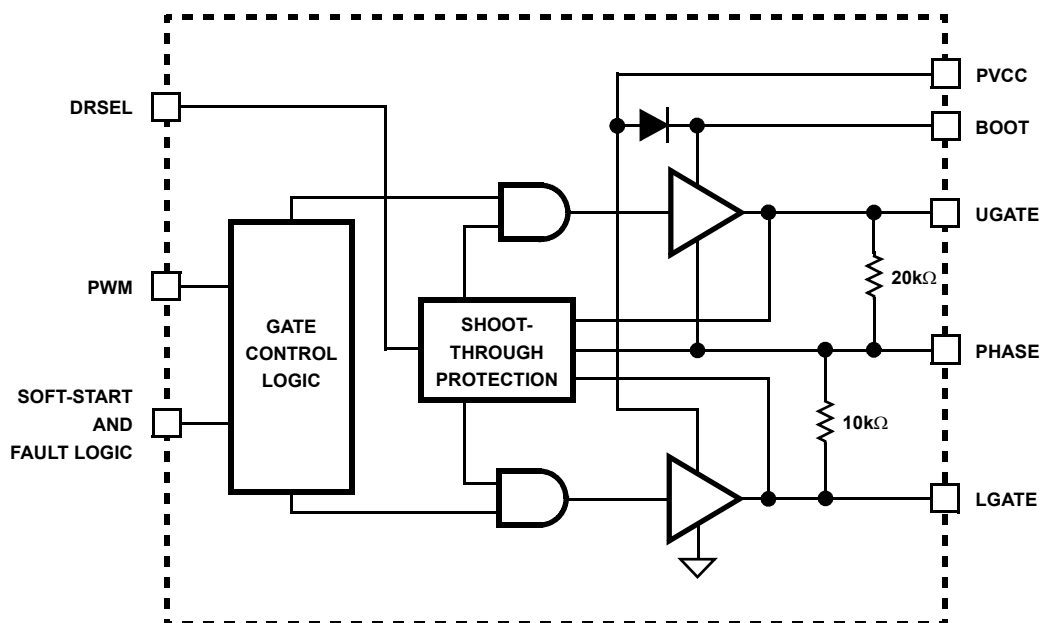 DRSEL
PVCC
BOOT
UGATE
20kΩ
PWM
GATE
CONTROL
LOGIC
SHOOT-
THROUGH
PROTECTION
PHASE
SOFT-START
AND
FAULT LOGIC
10kΩ
LGATE